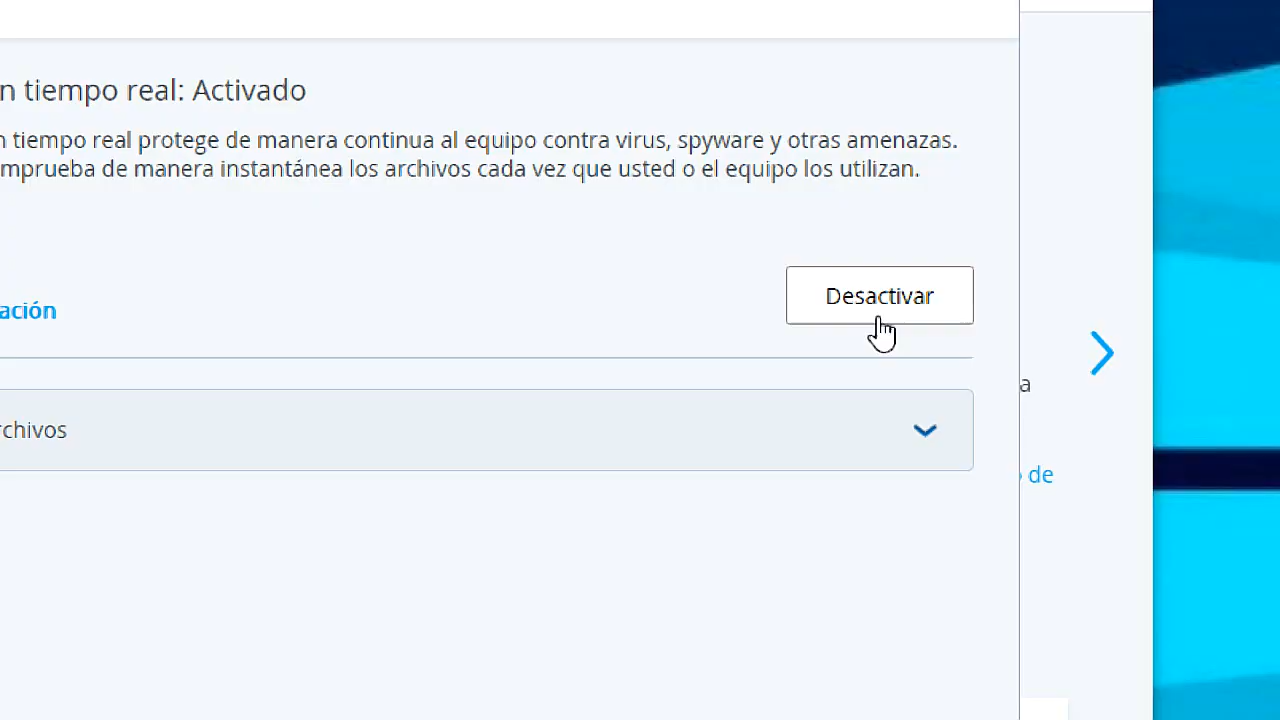 n tiempo real: Activado
n tiempo real protege de manera continua al equipo contra virus, spyware y otras amenazas.
mprueba de manera instantánea los archivos cada vez que usted o el equipo los utilizan.
Desactivar
ación
a
rchivos
de